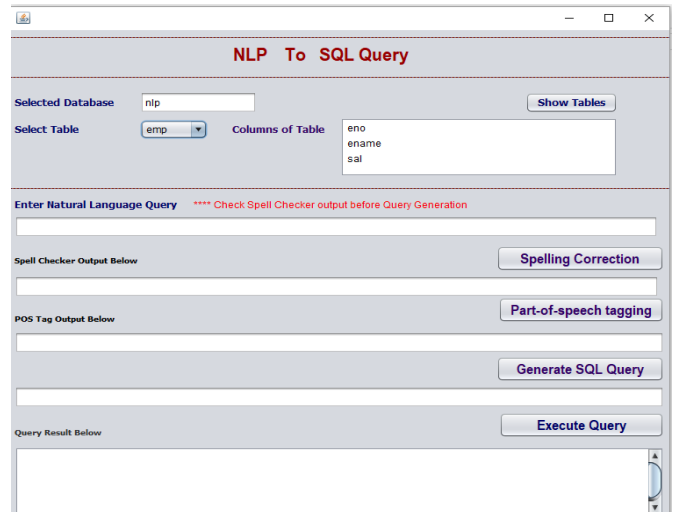 NLP To SQL Query
Selected Database nlp Show Tables
Select Table emp Columns of Table eno
ename
sal
Enter Natural Language Query **** Check Spell Checker output before Query Generation
Spell Checker Output Below Spelling Correction
POS Tag Output Below Part-of-speech tagging
Generate SQL Query
Query Result Below Execute Query